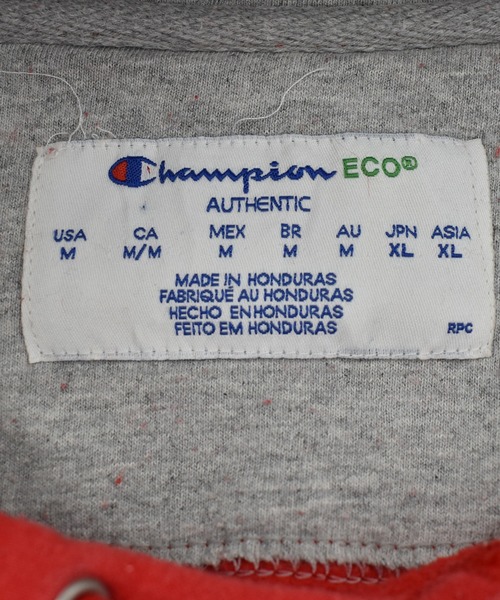 Champion ECO®
AUTHENTIC
USA CA MEX BR AU JPN ASIA
M M/M M M M XL XL
MADE IN HONDURAS
FABRIQUÉ AU HONDURAS
HECHO EN HONDURAS
FEITO EM HONDURAS
RPC